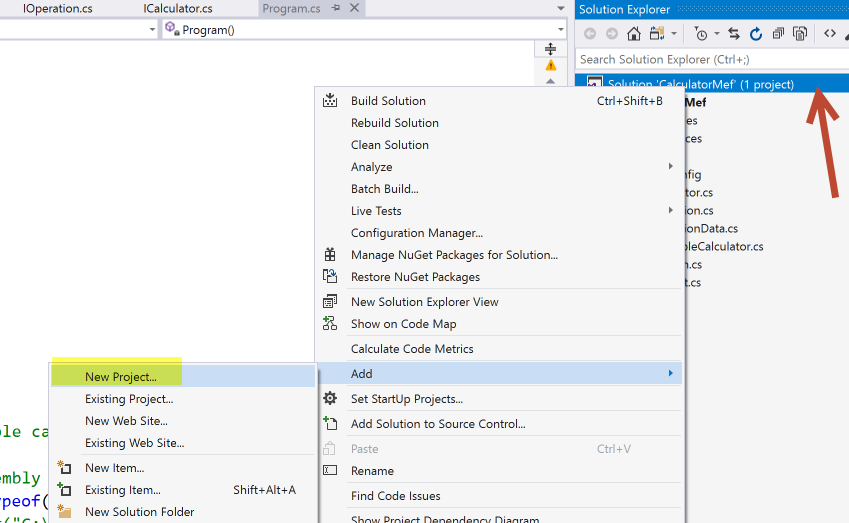 IOperation.cs ICalculator.cs Program.cs
Program()
Solution Explorer
Search Solution Explorer (Ctrl+;)
Solution 'CalculatorMef' (1 project)
Mef
es
ces
nfig
tor.cs
ion.cs
ionData.cs
bleCalculator.cs
n.cs
t.cs
Build Solution Ctrl+Shift+B
Rebuild Solution
Clean Solution
Analyze
Batch Build...
Live Tests
Configuration Manager...
Manage NuGet Packages for Solution...
Restore NuGet Packages
New Solution Explorer View
Show on Code Map
Calculate Code Metrics
Add
Set StartUp Projects...
Add Solution to Source Control...
Paste Ctrl+V
Rename
Find Code Issues
Show Project Dependency Diagram
New Project...
Existing Project...
New Web Site...
Existing Web Site...
New Item...
Existing Item... Shift+Alt+A
New Solution Folder
ole ca
embly
ypeof(
("C:\